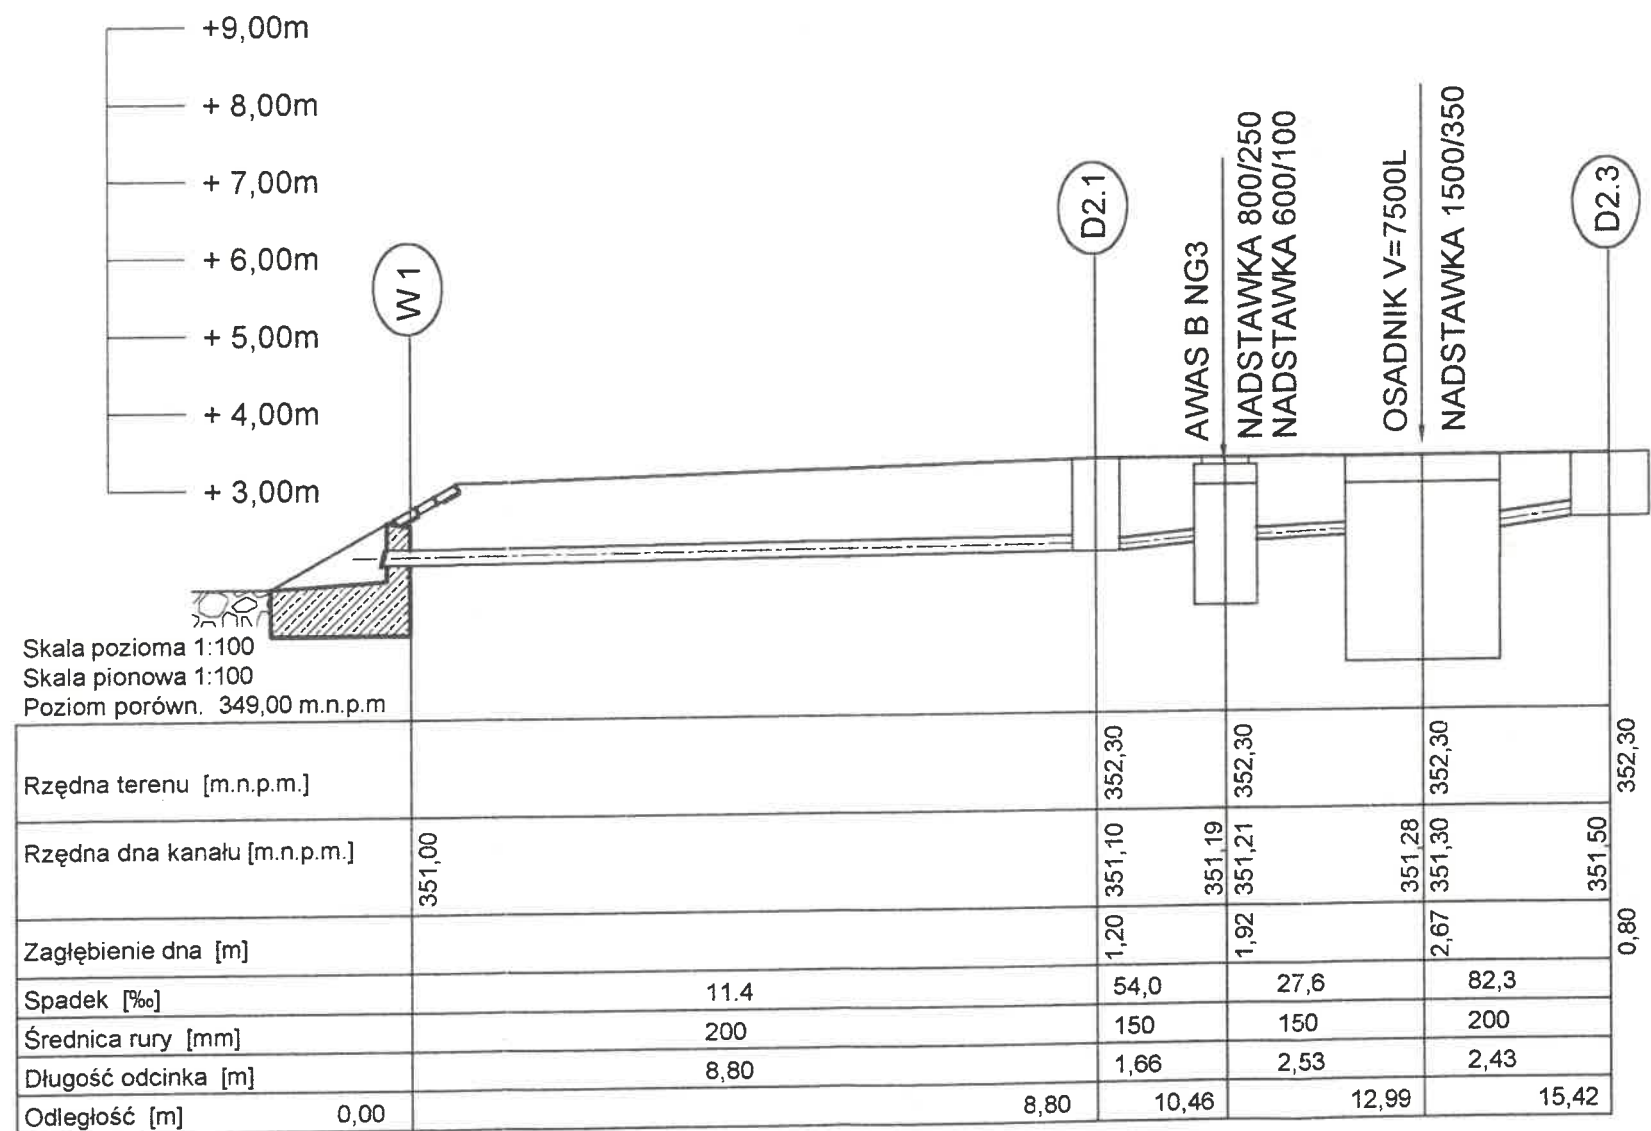 +9,00m
+ 8,00m
+ 7,00m
+ 6,00m
+ 5,00m
+ 4,00m
+ 3,00m
W 1
D2.1
AWAS B NG3
NADSTAWKA 800/250
NADSTAWKA 600/100
OSADNIK V=7500L
NADSTAWKA 1500/350
D2.3
Skala pozioma 1:100
Skala pionowa 1:100
Poziom porówn. 349,00 m.n.p.m
Rzędna terenu [m.n.p.m.] 352,30 352,30 352,30 352,30
Rzędna dna kanału [m.n.p.m.] 351,00 351,10 351,19 351,21 351,28 351,30 351,50
Zagłębienie dna [m] 1,20 1,92 2,67 0,80
Spadek [‰] 11.4 54,0 27,6 82,3
Średnica rury [mm] 200 150 150 200
Długość odcinka [m] 8,80 1,66 2,53 2,43
Odległość [m] 0,00 8,80 10,46 12,99 15,42